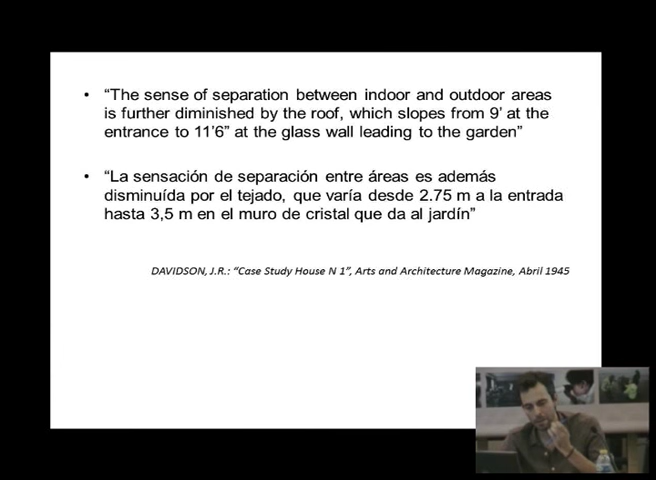 • “The sense of separation between indoor and outdoor areas
is further diminished by the roof, which slopes from 9’ at the
entrance to 11’6” at the glass wall leading to the garden”
• “La sensación de separación entre áreas es además
disminuída por el tejado, que varía desde 2.75 m a la entrada
hasta 3,5 m en el muro de cristal que da al jardín”
DAVIDSON, J.R.: “Case Study House N 1”, Arts and Architecture Magazine, Abril 1945